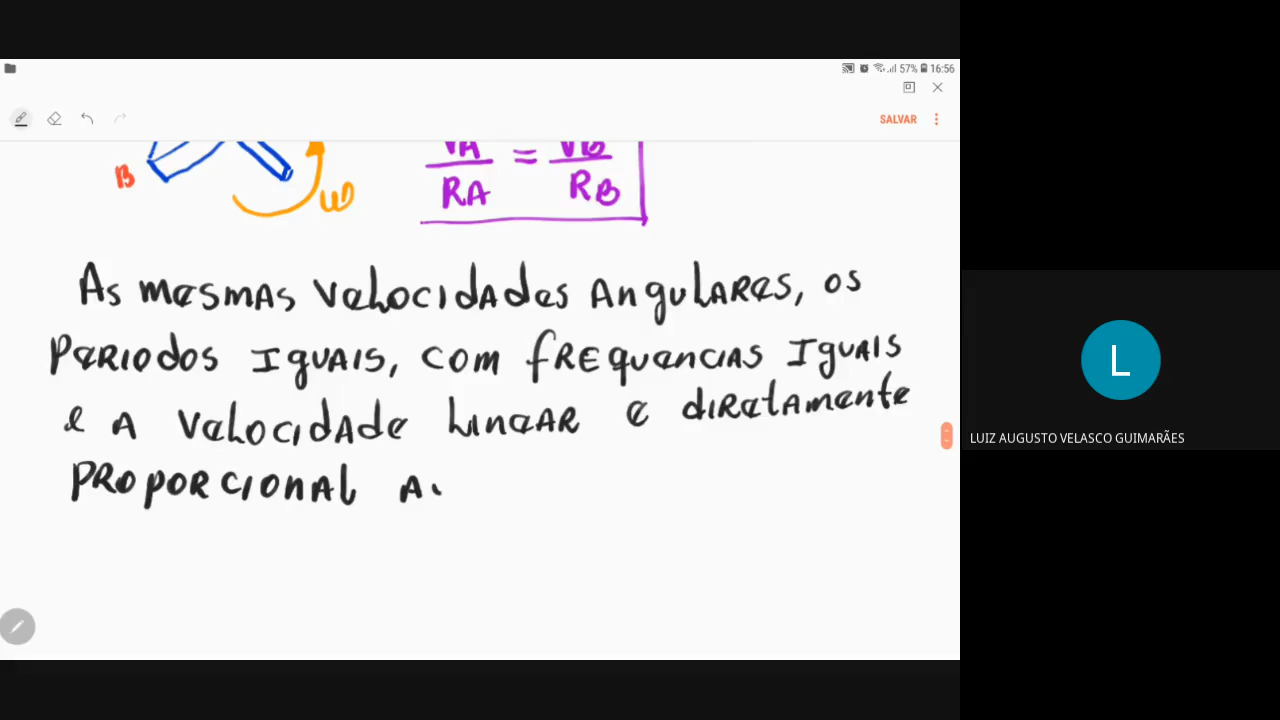 57% 16:56
SALVAR
VA = VB
RA RB
B
W
As mesmas velocidades angulares, os
periodos iguais, com frequencias iguais
e a velocidade linear e diretamente
proporcional a
L
LUIZ AUGUSTO VELASCO GUIMARÃES